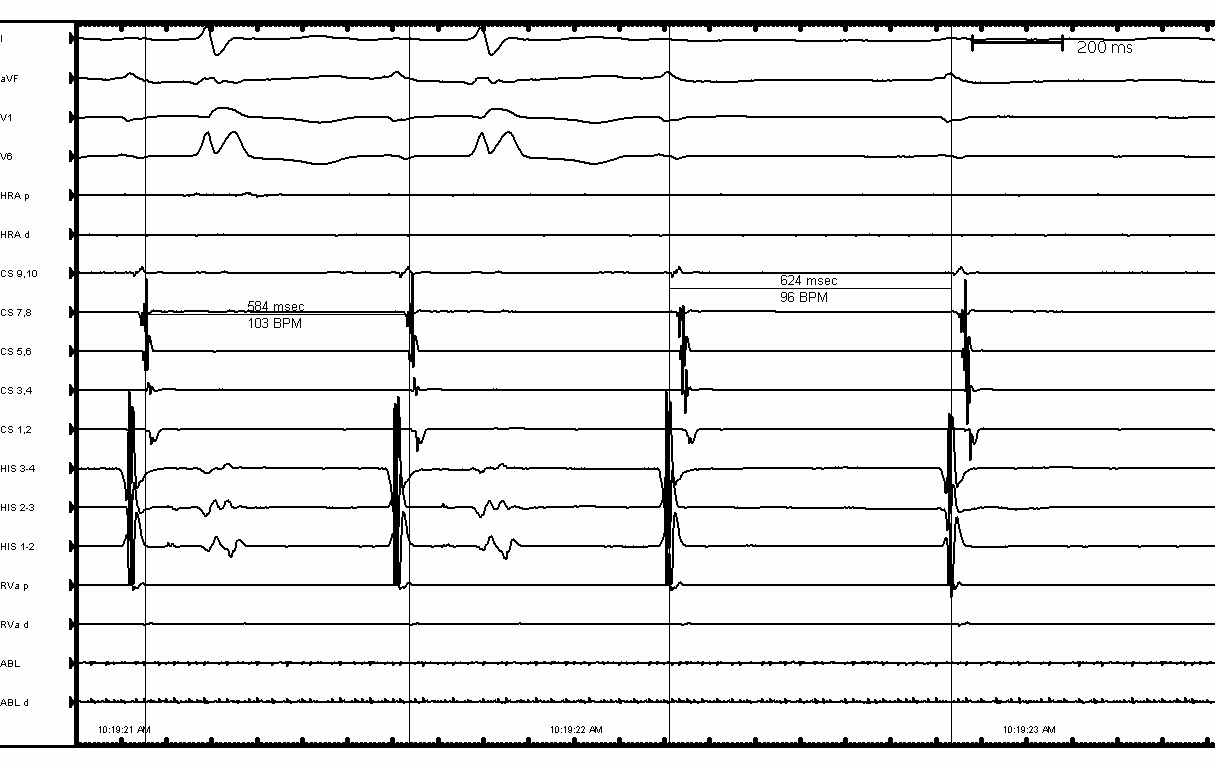 I
200 ms
aVF
V1
V6
HRA p
HRA d
CS 9,10
624 msec
96 BPM
584 msec
103 BPM
CS 7,8
CS 5,6
CS 3,4
CS 1,2
HIS 3-4
HIS 2-3
HIS 1-2
RVa p
RVa d
ABL
ABL d
10:19:21 AM
10:19:22 AM
10:19:23 AM